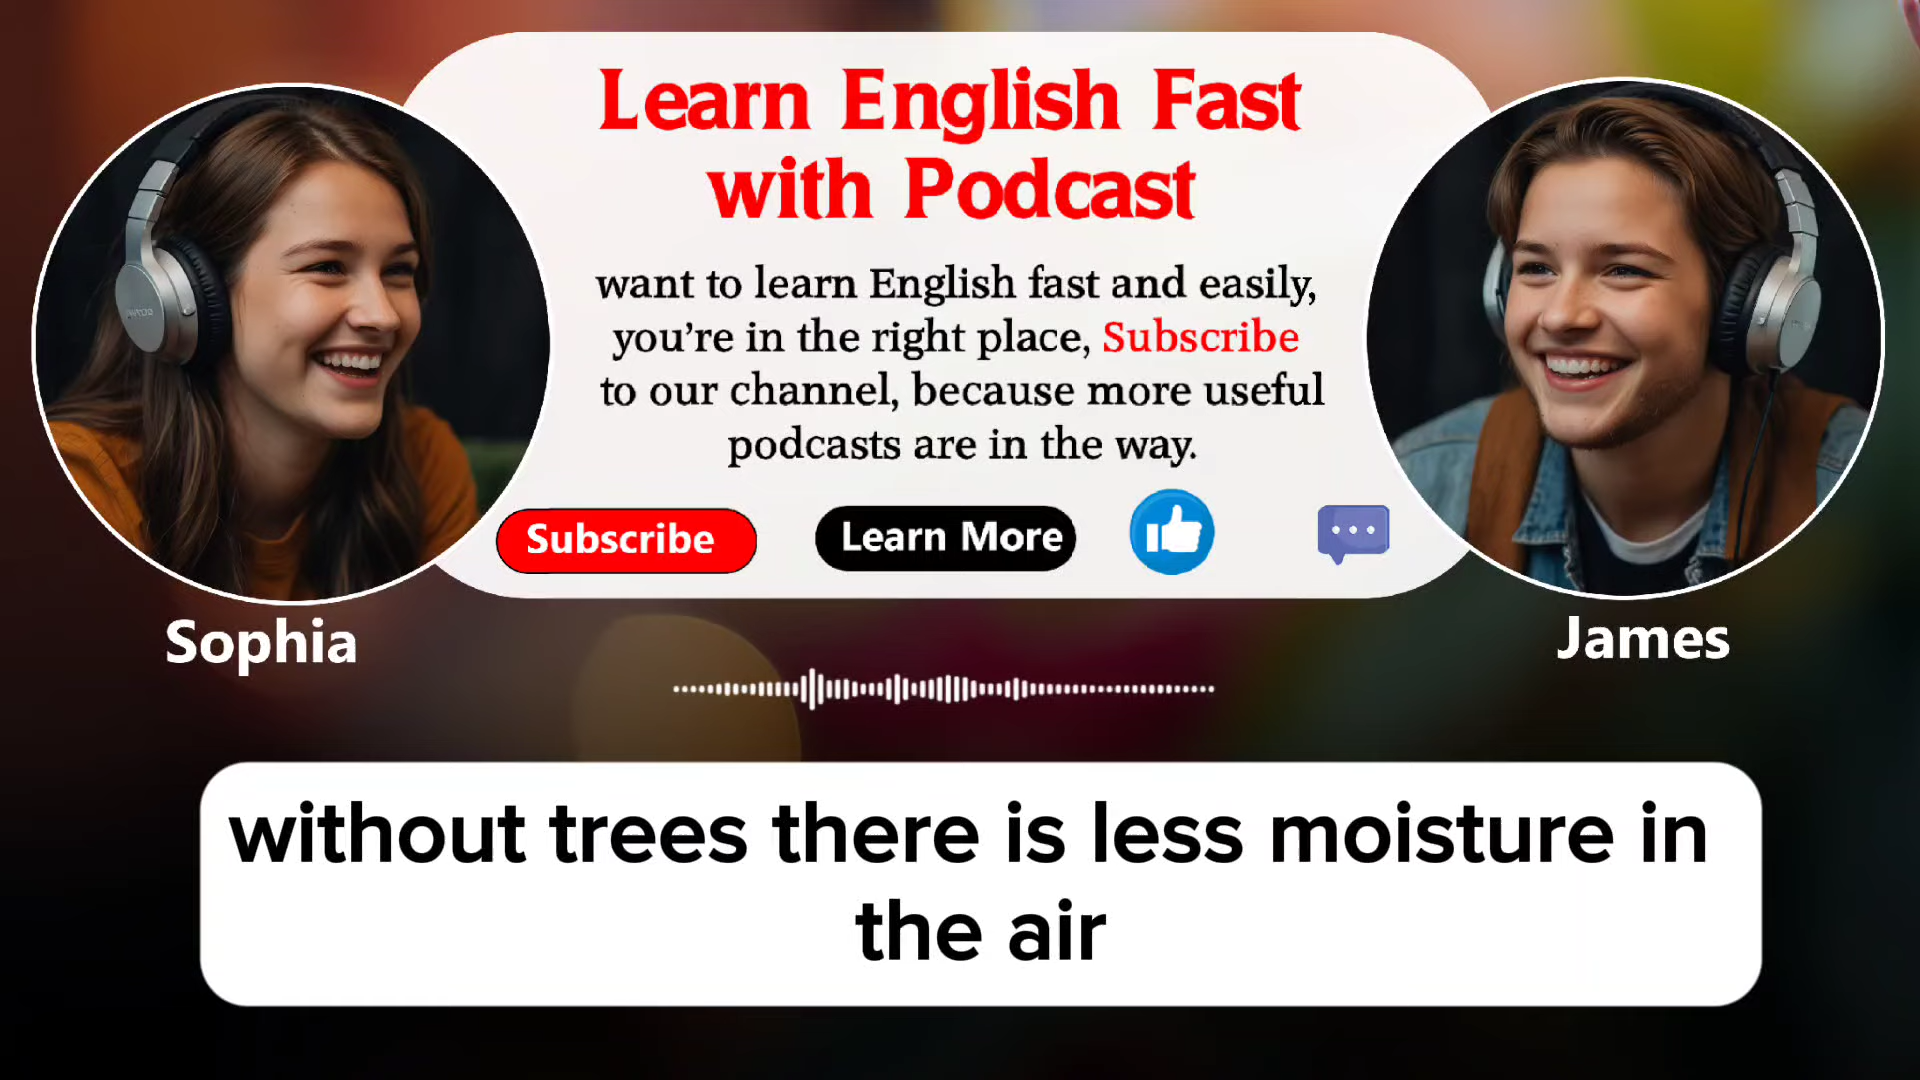 Learn English Fast
with Podcast
want to learn English fast and easily,
you're in the right place, Subscribe
to our channel, because more useful
podcasts are in the way.
Subscribe
Learn More
Sophia
James
without trees there is less moisture in
the air